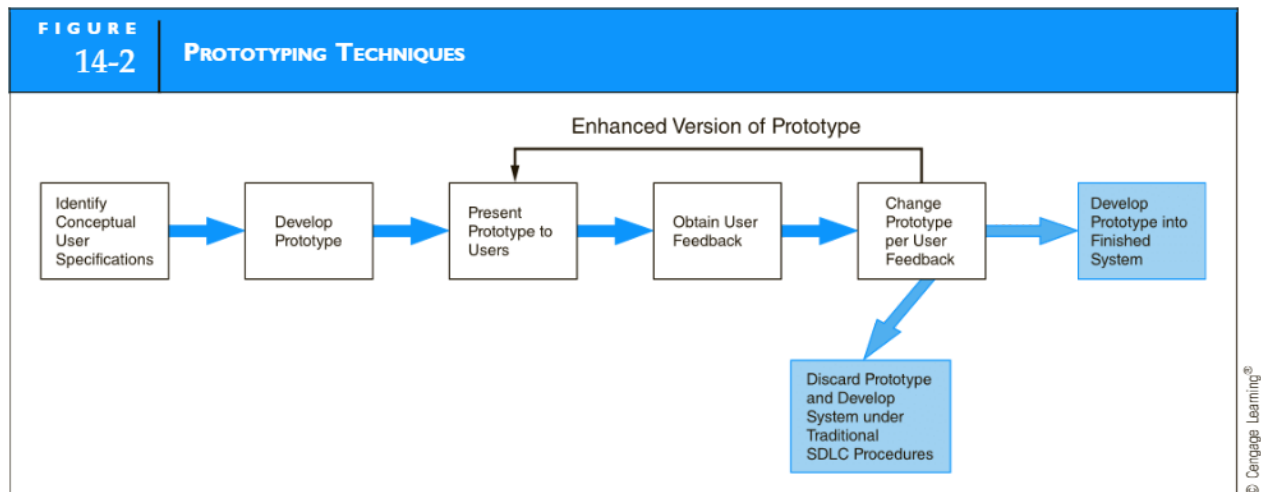 FIGURE
14-2
PROTOTYPING TECHNIQUES
Enhanced Version of Prototype
Identify
Conceptual
User
Specifications
Develop
Prototype
Present
Prototype to
Users
Obtain User
Feedback
Change
Prototype
per User
Feedback
Develop
Prototype into
Finished
System
Discard Prototype
and Develop
System under
Traditional
SDLC Procedures
© Cengage Learning®